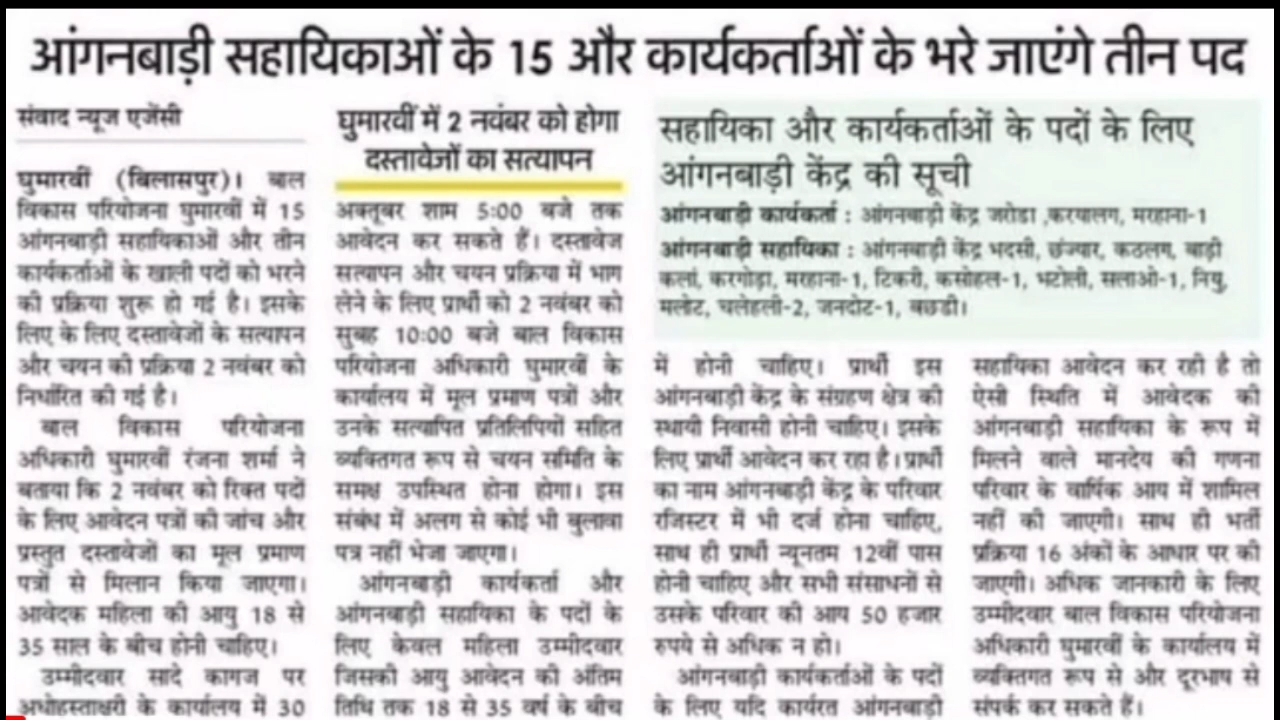 आंगनबाड़ी सहायिकाओं के 15 और कार्यकर्ताओं के भरे जाएंगे तीन पद
संवाद न्यूज एजेंसी
घुमारवीं (बिलासपुर)। बाल
विकास परियोजना घुमारवीं में 15
आंगनबाड़ी सहायिकाओं और तीन
कार्यकर्ताओं के खाली पदों को भरने
की प्रक्रिया शुरू हो गई है। इसके
लिए के लिए दस्तावेजों के सत्यापन
और चयन की प्रक्रिया 2 नवंबर को
निर्धारित की गई है।
बाल विकास परियोजना
अधिकारी घुमारवीं रंजना शर्मा ने
बताया कि 2 नवंबर को रिक्त पदों
के लिए आवेदन पत्रों की जांच और
प्रस्तुत दस्तावेजों का मूल प्रमाण
पत्रों से मिलान किया जाएगा।
आवेदक महिला की आयु 18 से
35 साल के बीच होनी चाहिए।
उम्मीदवार सादे कागज पर
अधोहस्ताक्षरी के कार्यालय में 30
घुमारवीं में 2 नवंबर को होगा
दस्तावेजों का सत्यापन
अक्तूबर शाम 5:00 बजे तक
आवेदन कर सकते हैं। दस्तावेज
सत्यापन और चयन प्रक्रिया में भाग
लेने के लिए प्रार्थी को 2 नवंबर को
सुबह 10:00 बजे बाल विकास
परियोजना अधिकारी घुमारवीं के
कार्यालय में मूल प्रमाण पत्रों और
उनके सत्यापित प्रतिलिपियों सहित
व्यक्तिगत रूप से चयन समिति के
समक्ष उपस्थित होना होगा। इस
संबंध में अलग से कोई भी बुलावा
पत्र नहीं भेजा जाएगा।
आंगनबाड़ी कार्यकर्ता और
आंगनबाड़ी सहायिका के पदों के
लिए केवल महिला उम्मीदवार
जिसकी आयु आवेदन की अंतिम
तिथि तक 18 से 35 वर्ष के बीच
सहायिका और कार्यकर्ताओं के पदों के लिए
आंगनबाड़ी केंद्र की सूची
आंगनबाड़ी कार्यकर्ता : आंगनबाड़ी केंद्र जरोडा ,करयालग, मरहाना-1
आंगनबाड़ी सहायिका : आंगनबाड़ी केंद्र भदसी, छंज्यार, कठलग, बाड़ी
कलां, करगोड़ा, मरहाना-1, टिकरी, कसोहल-1, भटोली, सलाओ-1, नियु,
मलोट, चलेहली-2, जनदोट-1, बछडी।
में होनी चाहिए। प्रार्थी इस
आंगनबाड़ी केंद्र के संग्रहण क्षेत्र की
स्थायी निवासी होनी चाहिए। इसके
लिए प्रार्थी आवेदन कर रहा है। प्रार्थी
का नाम आंगनबाड़ी केंद्र के परिवार
रजिस्टर में भी दर्ज होना चाहिए,
साथ ही प्रार्थी न्यूनतम 12वीं पास
होनी चाहिए और सभी संसाधनों से
उसके परिवार की आय 50 हजार
रुपये से अधिक न हो।
आंगनबाड़ी कार्यकर्ताओं के पदों
के लिए यदि कार्यरत आंगनबाड़ी
सहायिका आवेदन कर रही है तो
ऐसी स्थिति में आवेदक की
आंगनबाड़ी सहायिका के रूप में
मिलने वाले मानदेय की गणना
परिवार के वार्षिक आय में शामिल
नहीं की जाएगी। साथ ही भर्ती
प्रक्रिया 16 अंकों के आधार पर की
जाएगी। अधिक जानकारी के लिए
उम्मीदवार बाल विकास परियोजना
अधिकारी घुमारवीं के कार्यालय में
व्यक्तिगत रूप से और दूरभाष से
संपर्क कर सकते हैं।